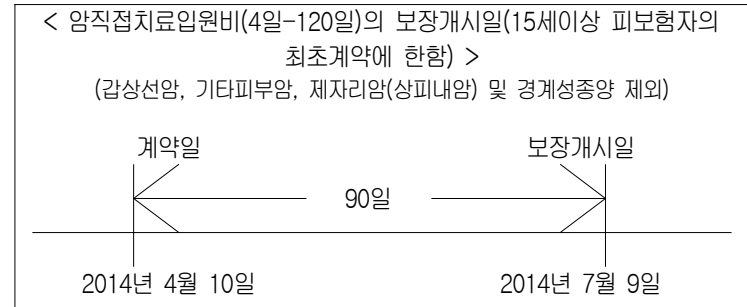 < 암직접치료입원비(4일-120일)의 보장개시일(15세이상 피보험자의
최초계약에 한함) >
(갑상선암, 기타피부암, 제자리암(상피내암) 및 경계성종양 제외)
계약일 보장개시일
90일
2014년 4월 10일 2014년 7월 9일